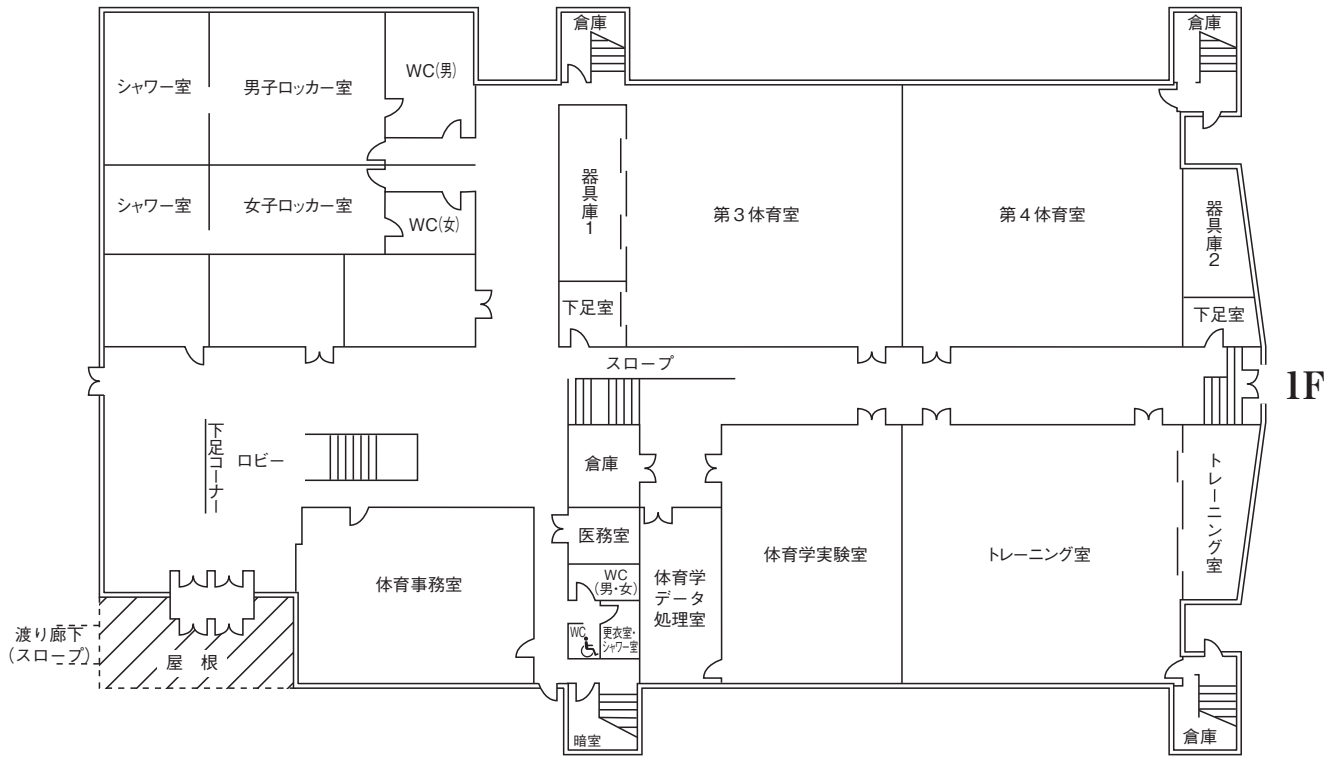 倉庫
倉庫
シャワー室
男子ロッカー室
WC(男)
シャワー室
女子ロッカー室
WC(女)
器具庫1
第3体育室
第4体育室
器具庫2
下足室
下足室
スロープ
1F
下足コーナー
ロビー
倉庫
トレーニング室
医務室
体育事務室
WC
(男・女)
体育学
データ
処理室
体育学実験室
トレーニング室
WC
更衣室・
シャワー室
渡り廊下
(スロープ)
屋根
暗室
倉庫